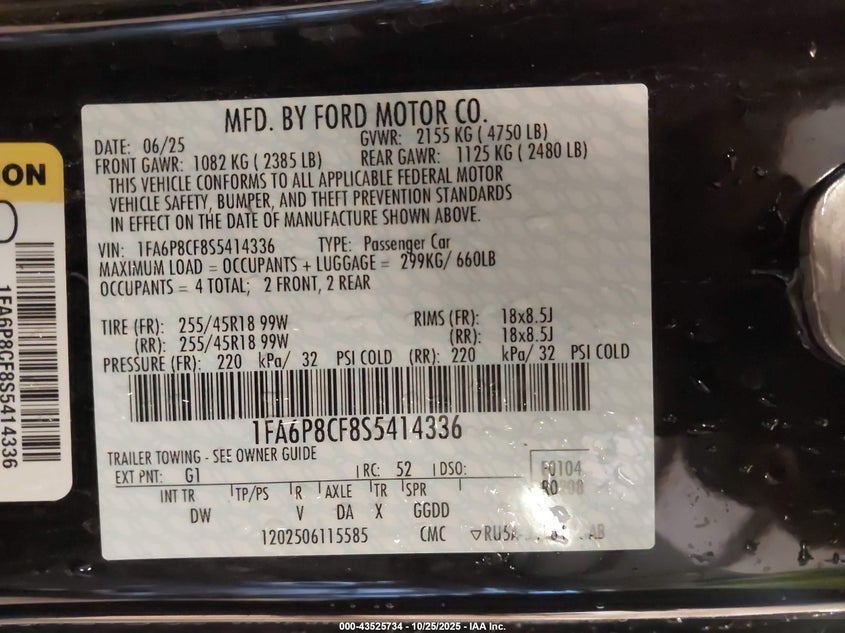 MFD. BY FORD MOTOR CO.
DATE: 06/25 GVWR: 2155 KG ( 4750 LB)
FRONT GAWR: 1082 KG ( 2385 LB) REAR GAWR: 1125 KG ( 2480 LB)
THIS VEHICLE CONFORMS TO ALL APPLICABLE FEDERAL MOTOR
VEHICLE SAFETY, BUMPER, AND THEFT PREVENTION STANDARDS
IN EFFECT ON THE DATE OF MANUFACTURE SHOWN ABOVE.
VIN: 1FA6P8CF8S5414336 TYPE: Passenger Car
MAXIMUM LOAD = OCCUPANTS + LUGGAGE = 299KG/ 660LB
OCCUPANTS = 4 TOTAL; 2 FRONT, 2 REAR
TIRE (FR): 255/45R18 99W RIMS (FR): 18x8.5J
(RR): 255/45R18 99W (RR): 18x8.5J
PRESSURE (FR): 220 kPa/ 32 PSI COLD (RR): 220 kPa/ 32 PSI COLD
1FA6P8CF8S5414336
TRAILER TOWING - SEE OWNER GUIDE
EXT PNT: G1 RC: 52 DSO: F0104
INT TR TP/PS R AXLE TR SPR
DW V DA X GGDD
1202506115585 CMC
ON
1FA6P8CF8S5414336
000-43525734 - 10/25/2025 - IAA Inc.